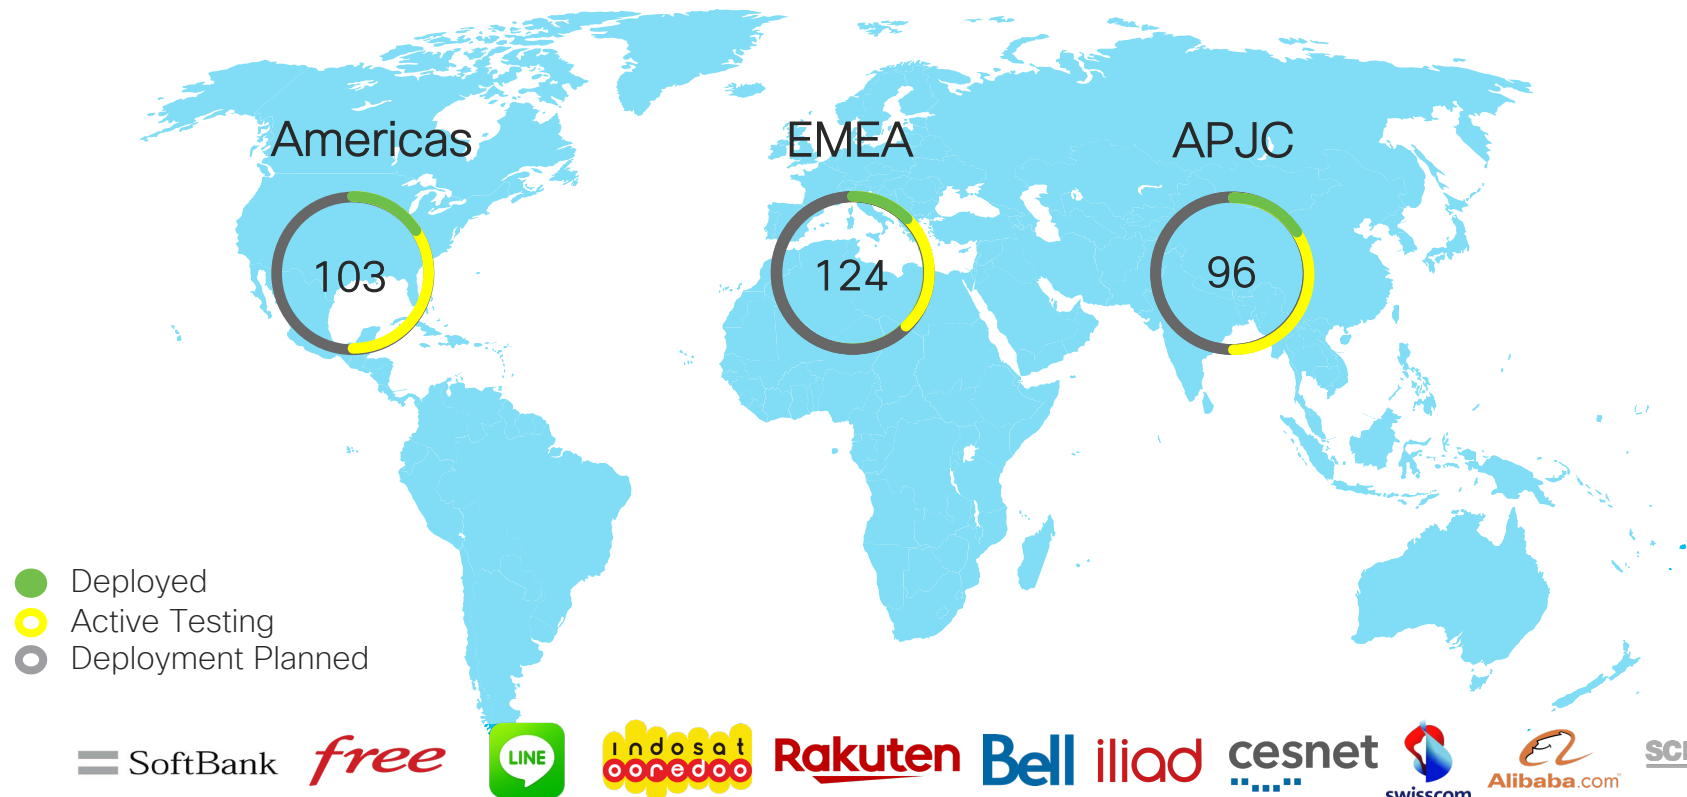 Americas
EMEA
APJC
103
124
96
Deployed
Active Testing
Deployment Planned
SoftBank
free
LINE
indosat
ooredoo
Rakuten
Bell
iliad
cesnet
swisscom
Alibaba.com